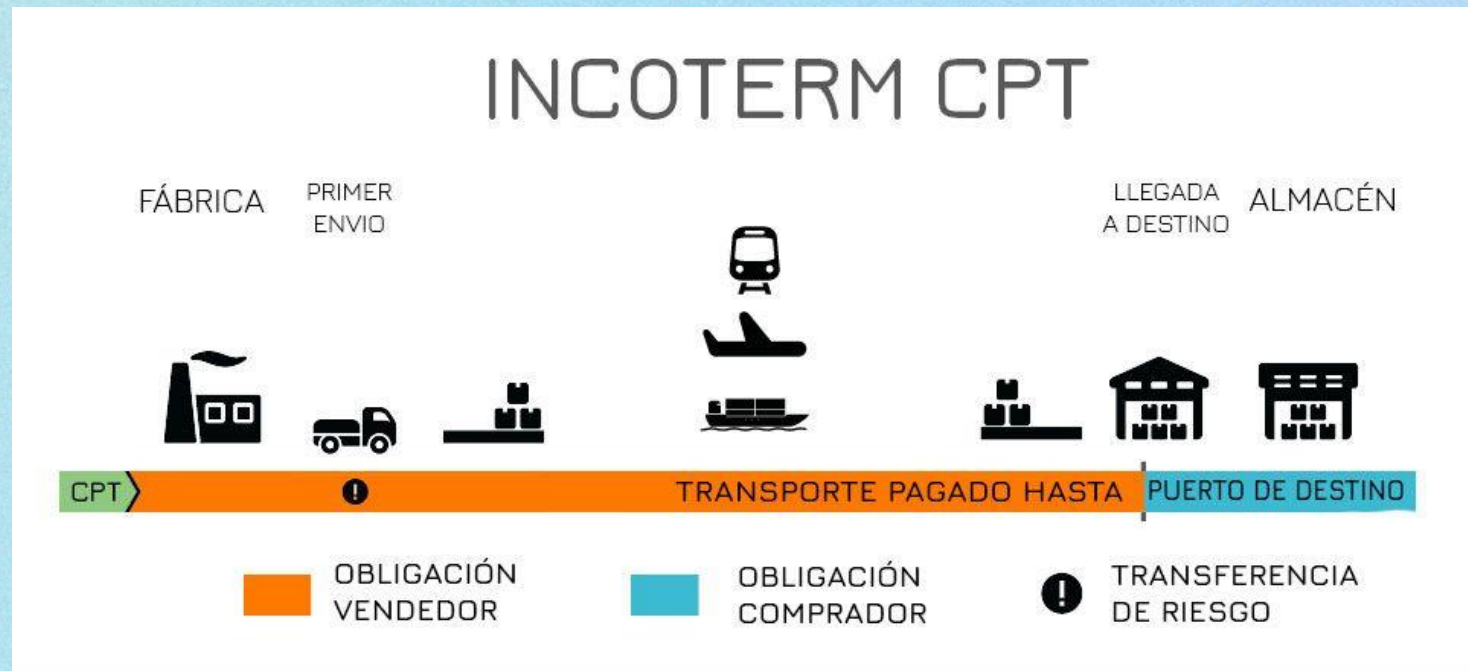 INCOTERM CPT
FÁBRICA
PRIMER
ENVIO
LLEGADA
A DESTINO
ALMACÉN
CPT
TRANSPORTE PAGADO HASTA
PUERTO DE DESTINO
OBLIGACIÓN
VENDEDOR
OBLIGACIÓN
COMPRADOR
TRANSFERENCIA
DE RIESGO